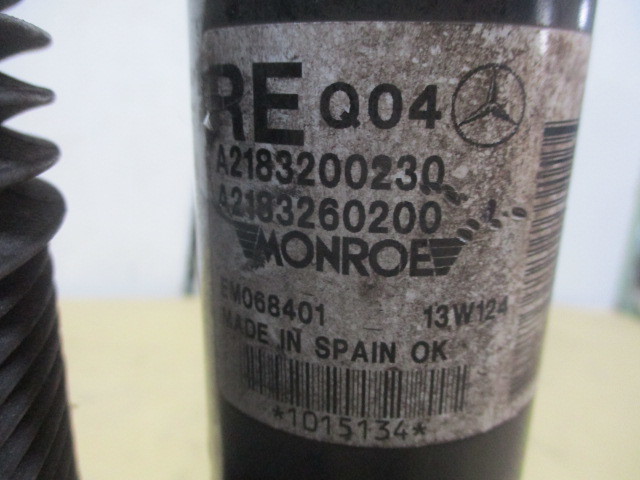 RE Q04
A2183200230
A2183260200
MONROE
EM068401 13W124
MADE IN SPAIN OK
*1015134*